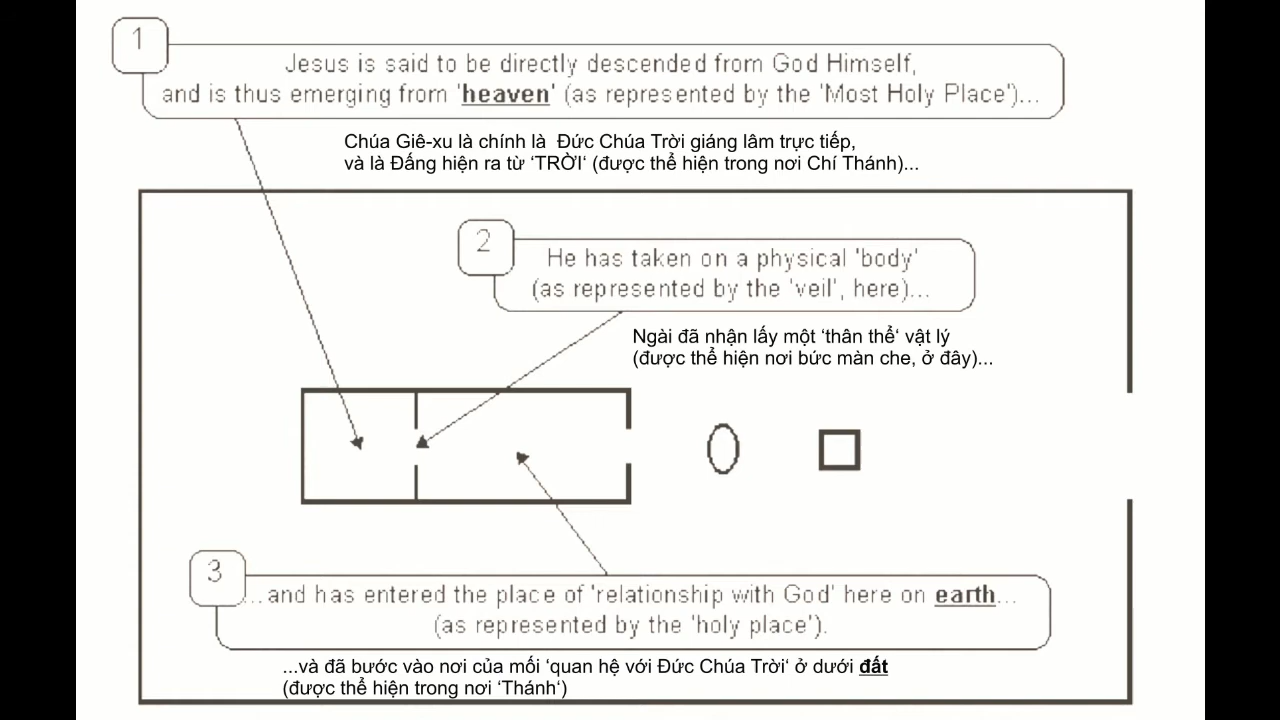 1
Jesus is said to be directly descended from God Himself,
and is thus emerging from 'heaven' (as represented by the 'Most Holy Place')...
Chúa Giê-xu là chính là Đức Chúa Trời giáng lâm trực tiếp,
và là Đấng hiện ra từ ‘TRỜI‘ (được thể hiện trong nơi Chí Thánh)...
2
He has taken on a physical 'body'
(as represented by the 'veil', here)...
Ngài đã nhận lấy một ‘thân thể‘ vật lý
(được thể hiện nơi bức màn che, ở đây)...
3
...and has entered the place of 'relationship with God' here on earth...
(as represented by the 'holy place').
...và đã bước vào nơi của mối ‘quan hệ với Đức Chúa Trời‘ ở dưới đất
(được thể hiện trong nơi ‘Thánh‘)